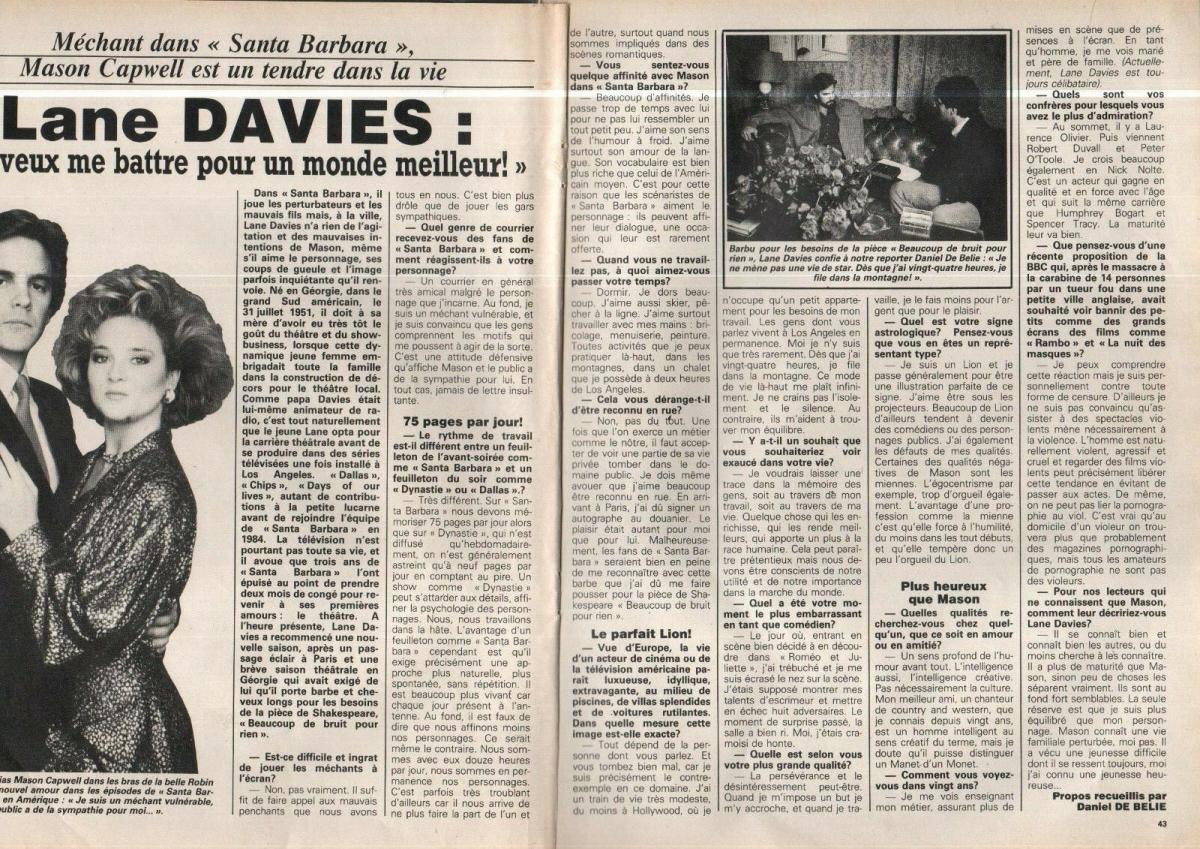 Méchant dans « Santa Barbara »,
Mason Capwell est un tendre dans la vie
Lane DAVIES :
veux me battre pour un monde meilleur! »
Dans « Santa Barbara », il
joue les perturbateurs et les
mauvais fils mais, à la ville,
Lane Davies n'a rien de l'agi-
tation et des mauvaises in-
tentions de Mason, même
s'il aime le personnage, ses
coups de gueule et l'image
parfois inquiétante qu'il ren-
voie. Né en Géorgie, dans le
grand Sud américain, le
31 juillet 1951, il doit à sa
mère d'avoir eu très tôt le
goût du théâtre et du show-
business, lorsque cette dy-
namique jeune femme em-
brigadait toute la famille
dans la construction de dé-
cors pour le théâtre local.
Comme papa Davies était
lui-même animateur de ra-
dio, c'est tout naturellement
que le jeune Lane opta pour
la carrière théâtrale avant de
se produire dans des séries
télévisées une fois installé à
Los Angeles. « Dallas »,
« Chips », « Days of our
lives », autant de contribu-
tions à la petite lucarne
avant de rejoindre l'équipe
de « Santa Barbara » en
1984. La télévision n'est
pourtant pas toute sa vie, et
il avoue que trois ans de
« Santa Barbara » l'ont
épuisé au point de prendre
deux mois de congé pour re-
venir à ses premières
amours : le théâtre. A
l'heure présente, Lane Da-
vies a recommencé une nou-
velle saison, après un pas-
sage éclair à Paris et une
brève saison théâtrale en
Géorgie qui avait exigé de
lui qu'il porte barbe et che-
veux longs pour les besoins
de la pièce de Shakespeare,
« Beaucoup de bruit pour
rien ».
— Est-ce difficile et ingrat
de jouer les méchants à
l'écran?
— Non, pas vraiment. Il suf-
fit de faire appel aux mauvais
penchants que nous avons
tous en nous. C'est bien plus
drôle que de jouer les gars
sympathiques.
— Quel genre de courrier
recevez-vous des fans de
« Santa Barbara » et com-
ment réagissent-ils à votre
personnage?
— Un courrier en général
très amical malgré le person-
nage que j'incarne. Au fond, je
suis un méchant vulnérable, et
je suis convaincu que les gens
comprennent les motifs qui
me poussent à agir de la sorte.
C'est une attitude défensive
qu'affiche Mason et le public a
de la sympathie pour lui. En
tout cas, jamais de lettre insul-
tante.
75 pages par jour!
— Le rythme de travail
est-il différent entre un feuil-
leton de l'avant-soirée com-
me « Santa Barbara » et un
feuilleton du soir comme
« Dynastie » ou « Dallas ».?
— Très différent. Sur « San-
ta Barbara » nous devons mé-
moriser 75 pages par jour alors
que sur « Dynastie », qui n'est
diffusé qu'hebdomadaire-
ment, on n'est généralement
astreint qu'à neuf pages par
jour en comptant au pire. Un
show comme « Dynastie »
peut s'attarder aux détails, affi-
ner la psychologie des person-
nages. Nous, nous travaillons
dans la hâte. L'avantage d'un
feuilleton comme « Santa Bar-
bara » cependant est qu'il
exige précisément une ap-
proche plus naturelle, plus
spontanée, sans répétition. Il
est beaucoup plus vivant car
chaque jour présent à l'an-
tenne. Au fond, il est faux de
dire que nous affinons moins
nos personnages. Ce serait
même le contraire. Nous som-
mes avec eux douze heures
par jour, nous sommes en per-
manence nos personnages.
C'est parfois très troublant
d'ailleurs car il nous arrive de
ne plus faire la part de l'un et
ias Mason Capwell dans les bras de la belle Robin
nouvel amour dans les épisodes de « Santa Bar-
en Amérique : « Je suis un méchant vulnérable,
public a de la sympathie pour moi... ».
de l'autre, surtout quand nous
sommes impliqués dans des
scènes romantiques.
— Vous sentez-vous
quelque affinité avec Mason
dans « Santa Barbara »?
— Beaucoup d'affinités. Je
passe trop de temps avec lui
pour ne pas lui ressembler un
tout petit peu. J'aime son sens
de l'humour à froid. J'aime
surtout son amour de la lan-
gue. Son vocabulaire est bien
plus riche que celui de l'Améri-
cain moyen. C'est pour cette
raison que les scénaristes de
« Santa Barbara » aiment le
personnage : ils peuvent affi-
ner leur dialogue, une occa-
sion qui leur est rarement
offerte.
— Quand vous ne travail-
lez pas, à quoi aimez-vous
passer votre temps?
— Dormir. Je dors beau-
coup. J'aime aussi skier, pê-
cher à la ligne. J'aime surtout
travailler avec mes mains : bri-
colage, menuiserie, peinture.
Toutes activités que je peux
pratiquer là-haut, dans les
montagnes, dans un chalet
que je possède à deux heures
de Los Angeles.
— Cela vous dérange-t-il
d'être reconnu en rue?
— Non, pas du tout. Une
fois que l'on exerce un métier
comme le nôtre, il faut accep-
ter de voir une partie de sa vie
privée tomber dans le do-
maine public. Je dois même
avouer que j'aime beaucoup
être reconnu en rue. En arri-
vant à Paris, j'ai dû signer un
autographe au douanier. Le
plaisir était autant pour moi
que pour lui. Malheureuse-
ment, les fans de « Santa Bar-
bara » seraient bien en peine
de me reconnaître avec cette
barbe que j'ai dû me faire
pousser pour la pièce de Sha-
kespeare « Beaucoup de bruit
pour rien ».
Le parfait Lion!
— Vue d'Europe, la vie
d'un acteur de cinéma ou de
la télévision américaine pa-
raît luxueuse, idyllique,
extravagante, au milieu de
piscines, de villas splendides
et de voitures rutilantes.
Dans quelle mesure cette
image est-elle exacte?
— Tout dépend de la per-
sonne dont vous parlez. Et
vous tombez bien mal, car je
suis précisément le contre-
exemple en ce domaine. J'ai
un train de vie très modeste,
du moins à Hollywood, où je
Barbu pour les besoins de la pièce « Beaucoup de bruit pour
rien », Lane Davies confie à notre reporter Daniel De Belie : « Je
ne mène pas une vie de star. Dès que j'ai vingt-quatre heures, je
file dans la montagne! ».
n'occupe qu'un petit apparte-
ment pour les besoins de mon
travail. Les gens dont vous
parlez vivent à Los Angeles en
permanence. Moi je n'y suis
que très rarement. Dès que j'ai
vingt-quatre heures, je file
dans la montagne. Ce mode
de vie là-haut me plaît infini-
ment. Je ne crains pas l'iso-
lement et le silence. Au
contraire, ils m'aident à trou-
ver mon équilibre.
— Y a-t-il un souhait que
vous souhaiteriez voir
exaucé dans votre vie?
— Je voudrais laisser une
trace dans la mémoire des
gens, soit au travers de mon
travail, soit au travers de ma
vie. Quelque chose qui les en-
richisse, qui les rende meil-
leurs, qui apporte un plus à la
race humaine. Cela peut paraî-
tre prétentieux mais nous de-
vons être conscients de notre
utilité et de notre importance
dans la marche du monde.
— Quel a été votre mo-
ment le plus embarrassant
en tant que comédien?
— Le jour où, entrant en
scène bien décidé à en décou-
dre dans « Roméo et Ju-
liette », j'ai trébuché et je me
suis écrasé le nez sur la scène.
J'étais supposé montrer mes
talents d'escrimeur et mettre
en échec huit adversaires. Le
moment de surprise passé, la
salle a bien ri. Moi, j'étais cra-
moisi de honte.
— Quelle est selon vous
votre plus grande qualité?
— La persévérance et le
désintéressement peut-être.
Quand je m'impose un but je
m'y accroche, et quand je tra-
vaille, je le fais moins pour l'ar-
gent que pour le plaisir.
— Quel est votre signe
astrologique? Pensez-vous
que vous en êtes un repré-
sentant type?
— Je suis un Lion et je
passe généralement pour être
une illustration parfaite de ce
signe. J'aime être sous les
projecteurs. Beaucoup de Lion
d'ailleurs tendent à devenir
des comédiens ou des person-
nages publics. J'ai également
les défauts de mes qualités.
Certaines des qualités néga-
tives de Mason sont les
miennes. L'égocentrisme par
exemple, trop d'orgueil égale-
ment. L'avantage d'une pro-
fession comme la mienne
c'est qu'elle force à l'humilité,
du moins dans les tout débuts,
et qu'elle tempère donc un
peu l'orgueil du Lion.
Plus heureux
que Mason
— Quelles qualités re-
cherchez-vous chez quel-
qu'un, que ce soit en amour
ou en amitié?
— Un sens profond de l'hu-
mour avant tout. L'intelligence
aussi, l'intelligence créative.
Pas nécessairement la culture.
Mon meilleur ami, un chanteur
de country and western, que
je connais depuis vingt ans,
est un homme intelligent au
sens créatif du terme, mais je
doute qu'il puisse distinguer
un Manet d'un Monet.
— Comment vous voyez-
vous dans vingt ans?
— Je me vois enseignant
mon métier, assurant plus de
mises en scène que de pré-
sences à l'écran. En tant
qu'homme, je me vois marié
et père de famille. (Actuelle-
ment, Lane Davies est tou-
jours célibataire).
— Quels sont vos
confrères pour lesquels vous
avez le plus d'admiration?
— Au sommet, il y a Lau-
rence Olivier. Puis viennent
Robert Duvall et Peter
O'Toole. Je crois beaucoup
également en Nick Nolte.
C'est un acteur qui gagne en
qualité et en force avec l'âge
et qui suit la même carrière
que Humphrey Bogart et
Spencer Tracy. La maturité
leur va bien.
— Que pensez-vous d'une
récente proposition de la
BBC qui, après le massacre à
la carabine de 14 personnes
par un tueur fou dans une
petite ville anglaise, avait
souhaité voir bannir des pe-
tits comme des grands
écrans des films comme
« Rambo » et « La nuit des
masques »?
— Je peux comprendre
cette réaction mais je suis per-
sonnellement contre toute
forme de censure. D'ailleurs je
ne suis pas convaincu qu'as-
sister à des spectacles vio-
lents mène nécessairement à
la violence. L'homme est natu-
rellement violent, agressif et
cruel et regarder des films vio-
lents peut précisément libérer
cette tendance en évitant de
passer aux actes. De même,
on ne peut pas lier la pornogra-
phie au viol. C'est vrai qu'au
domicile d'un violeur on trou-
vera plus que probablement
des magazines pornographi-
ques, mais tous les amateurs
de pornographie ne sont pas
des violeurs.
— Pour nos lecteurs qui
ne connaissent que Mason,
comment leur décririez-vous
Lane Davies?
— Il se connaît bien et
connaît bien les autres, ou du
moins cherche à les connaître.
Il a plus de maturité que Ma-
son, sinon peu de choses les
séparent vraiment. Ils sont au
fond fort semblables. La seule
réserve est que je suis plus
équilibré que mon person-
nage. Mason connaît une vie
familiale perturbée, moi pas. Il
a vécu une jeunesse difficile
dont il se ressent toujours, moi
j'ai connu une jeunesse heu-
reuse...
Propos recueillis par
Daniel DE BELIE
43